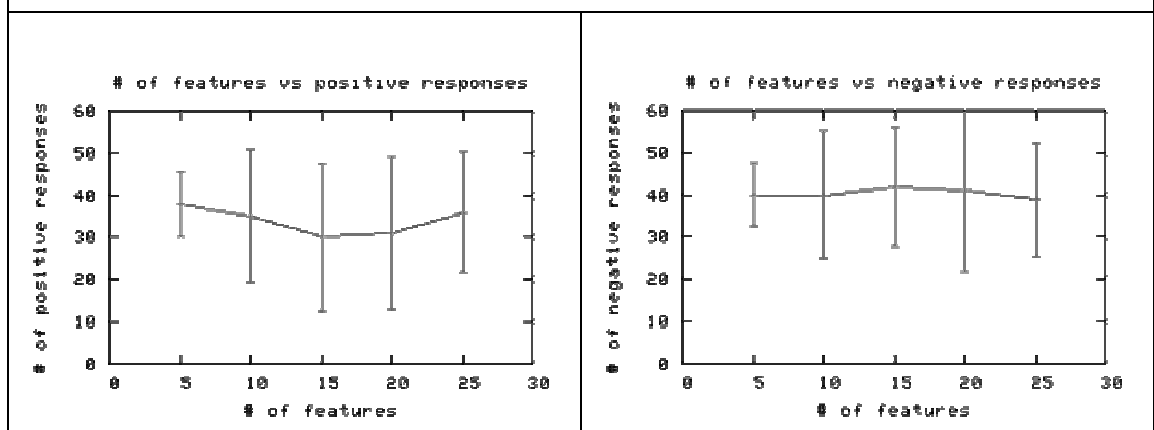 # of features vs positive responses
60
50
40
30
20
10
0
0 5 10 15 20 25 30
# of positive responses
# of features
# of features vs negative responses
60
50
40
30
20
10
0
0 5 10 15 20 25 30
# of negative responses
# of features